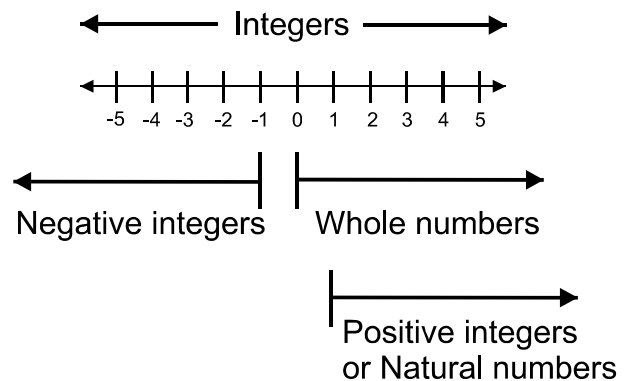 Integers
-5 -4 -3 -2 -1 0 1 2 3 4 5
Negative integers
Whole numbers
Positive integers
or Natural numbers